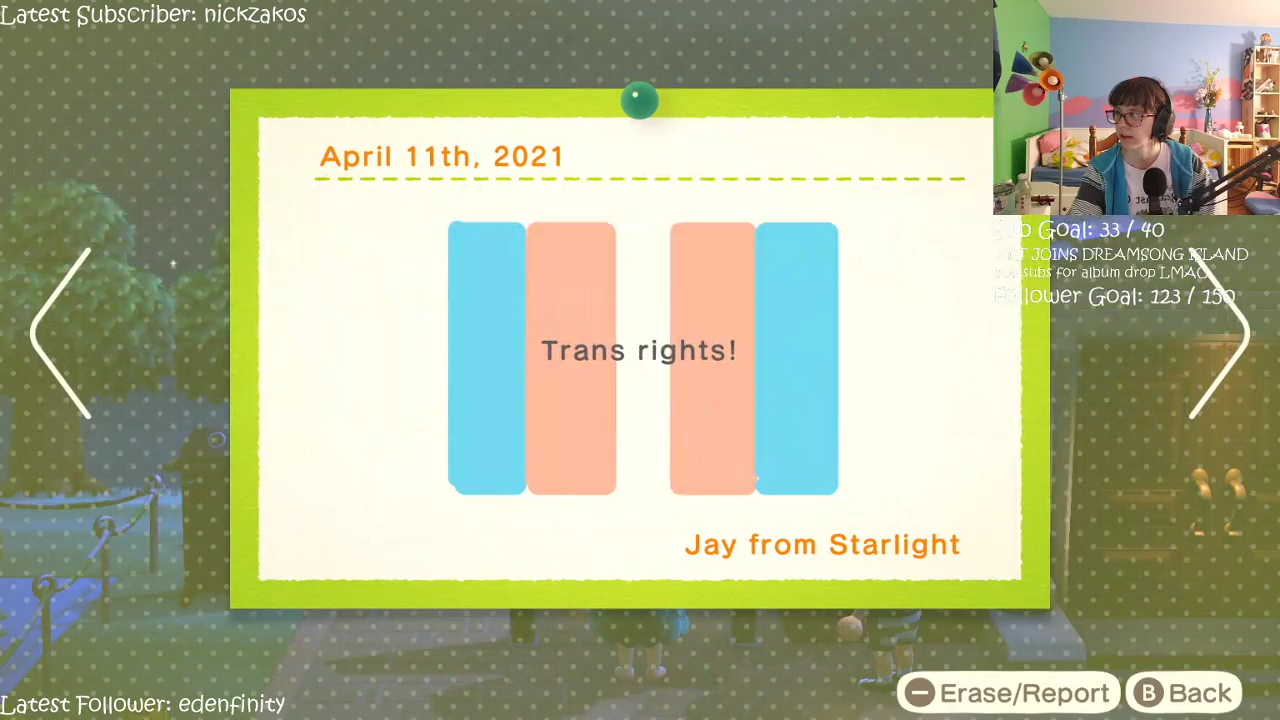 Latest Subscriber: nickzakos
April 11th, 2021
Trans rights!
Jay from Starlight
Goal: 33 / 40
JOINS DREAMSONG ISLAND
subs for album drop LMAO
Follower Goal: 123 / 150
Latest Follower: edenfinity
Erase/Report
B Back